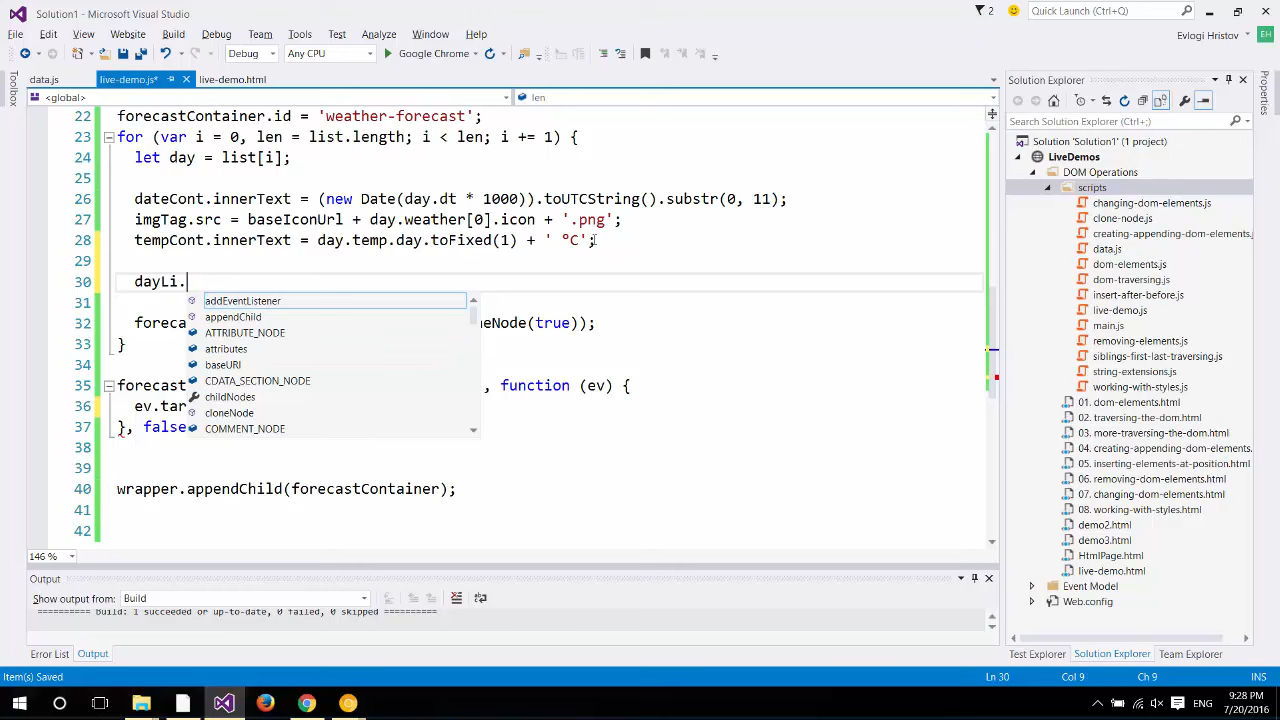 Solution1 - Microsoft Visual Studio
2
Quick Launch (Ctrl+Q)
File Edit View Website Build Debug Team Tools Test Analyze Window Help
Evlogi Hristov EH
Debug Any CPU Google Chrome
Toolbox
data.js live-demo.js* live-demo.html
<global> len
22 forecastContainer.id = 'weather-forecast';
23 for (var i = 0, len = list.length; i < len; i += 1) {
24 let day = list[i];
25
26 dateCont.innerText = (new Date(day.dt * 1000)).toUTCString().substr(0, 11);
27 imgTag.src = baseIconUrl + day.weather[0].icon + '.png';
28 tempCont.innerText = day.temp.day.toFixed(1) + ' °C';
29
30 dayLi.
addEventListener
31
appendChild
32 foreca eNode(true));
ATTRIBUTE_NODE
33 }
attributes
34
baseURI
35 forecast , function (ev) {
CDATA_SECTION_NODE
childNodes
36 ev.tar
cloneNode
37 }, false
COMMENT_NODE
38
39
40 wrapper.appendChild(forecastContainer);
41
42
146 %
Output
Show output from: Build
========== Build: 1 succeeded or up-to-date, 0 failed, 0 skipped ==========
Error List Output
Solution Explorer
Search Solution Explorer (Ctrl+;)
Solution 'Solution1' (1 project)
LiveDemos
DOM Operations
scripts
changing-dom-elements.js
clone-node.js
creating-appending-dom-elements.
data.js
dom-elements.js
dom-traversing.js
insert-after-before.js
live-demo.js
main.js
removing-elements.js
siblings-first-last-traversing.js
string-extensions.js
working-with-styles.js
01. dom-elements.html
02. traversing-the-dom.html
03. more-traversing-the-dom.html
04. creating-appending-dom-elements.
05. inserting-elements-at-position.html
06. removing-dom-elements.html
07. changing-dom-elements.html
08. working-with-styles.html
demo2.html
demo3.html
HtmlPage.html
live-demo.html
Event Model
Web.config
Test Explorer Solution Explorer Team Explorer
Properties
Item(s) Saved Ln 30 Col 9 Ch 9 INS
ENG 9:28 PM
7/20/2016